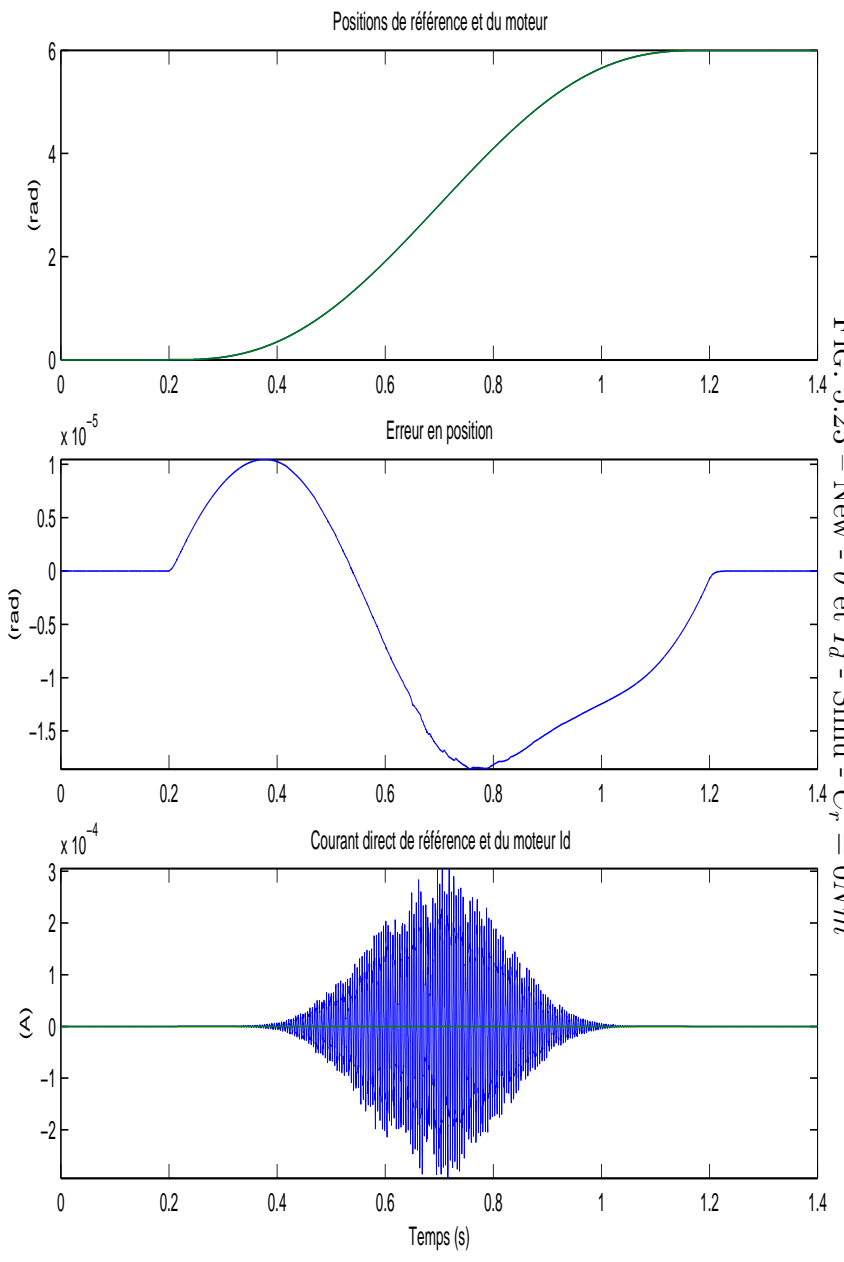 Positions de référence et du moteur
6
4
2
0
(rad)
0 0.2 0.4 0.6 0.8 1 1.2 1.4
x 10⁻⁵
Erreur en position
1
0.5
0
−0.5
−1
−1.5
(rad)
0 0.2 0.4 0.6 0.8 1 1.2 1.4
x 10⁻⁴
Courant direct de référence et du moteur Id
3
2
1
0
−1
−2
(A)
0 0.2 0.4 0.6 0.8 1 1.2 1.4
Temps (s)
New - et - Simu -